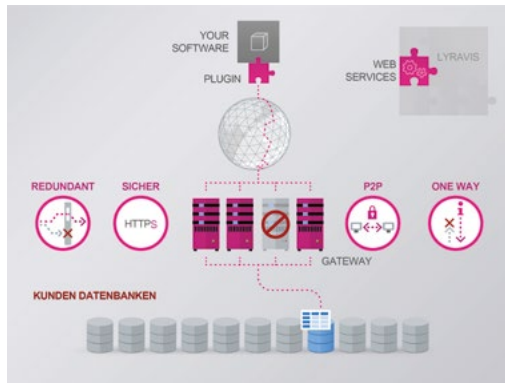 YOUR
SOFTWARE
PLUGIN
WEB
SERVICES
LYRAVIS
REDUNDANT
SICHER
P2P
ONE WAY
HTTPS
GATEWAY
KUNDEN DATENBANKEN